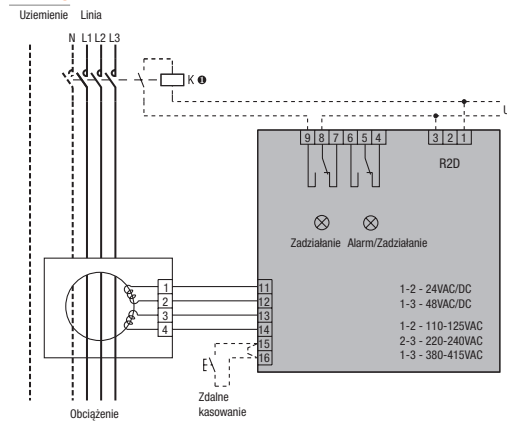 Uziemienie Linia
N L1 L2 L3
K ❶
U
9 8 7 6 5 4 3 2 1
R2D
Zadziałanie Alarm/Zadziałanie
1 11
2 12
3 13
4 14
15
16
1-2 - 24VAC/DC
1-3 - 48VAC/DC
1-2 - 110-125VAC
2-3 - 220-240VAC
1-3 - 380-415VAC
E
Zdalne
kasowanie
Obciążenie